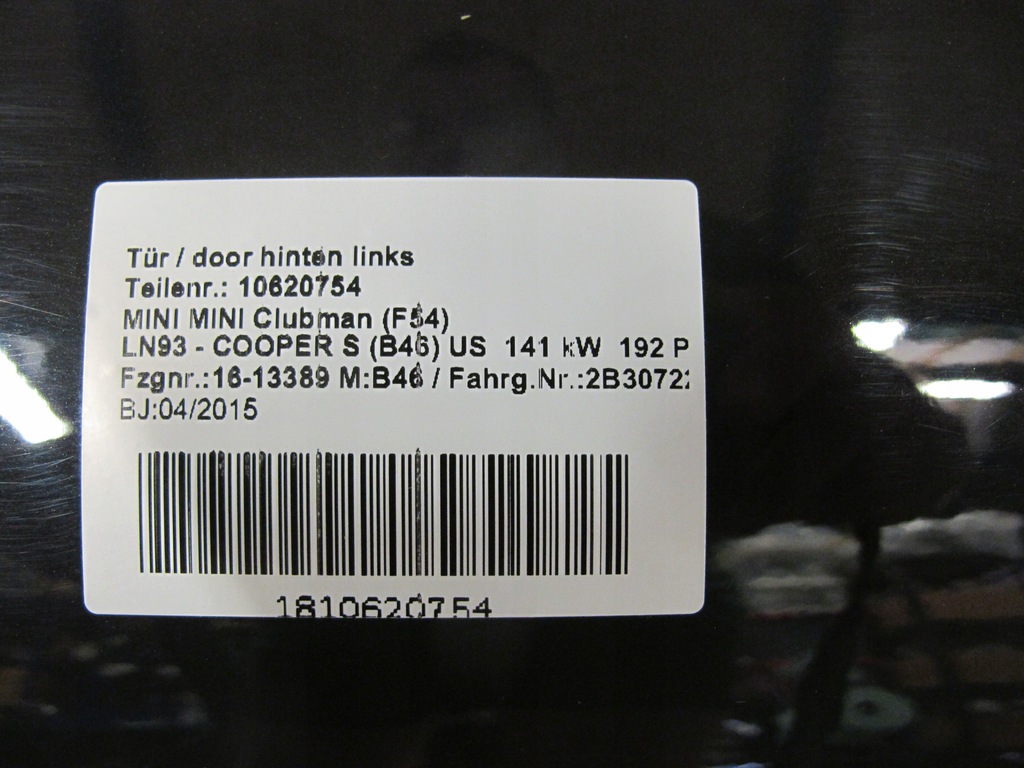 Tür / door hinten links
Teilenr.: 10620754
MINI MINI Clubman (F54)
LN93 - COOPER S (B46) US 141 kW 192 P
Fzgnr.:16-13389 M:B46 / Fahrg.Nr.:2B3072
BJ:04/2015
1810620754